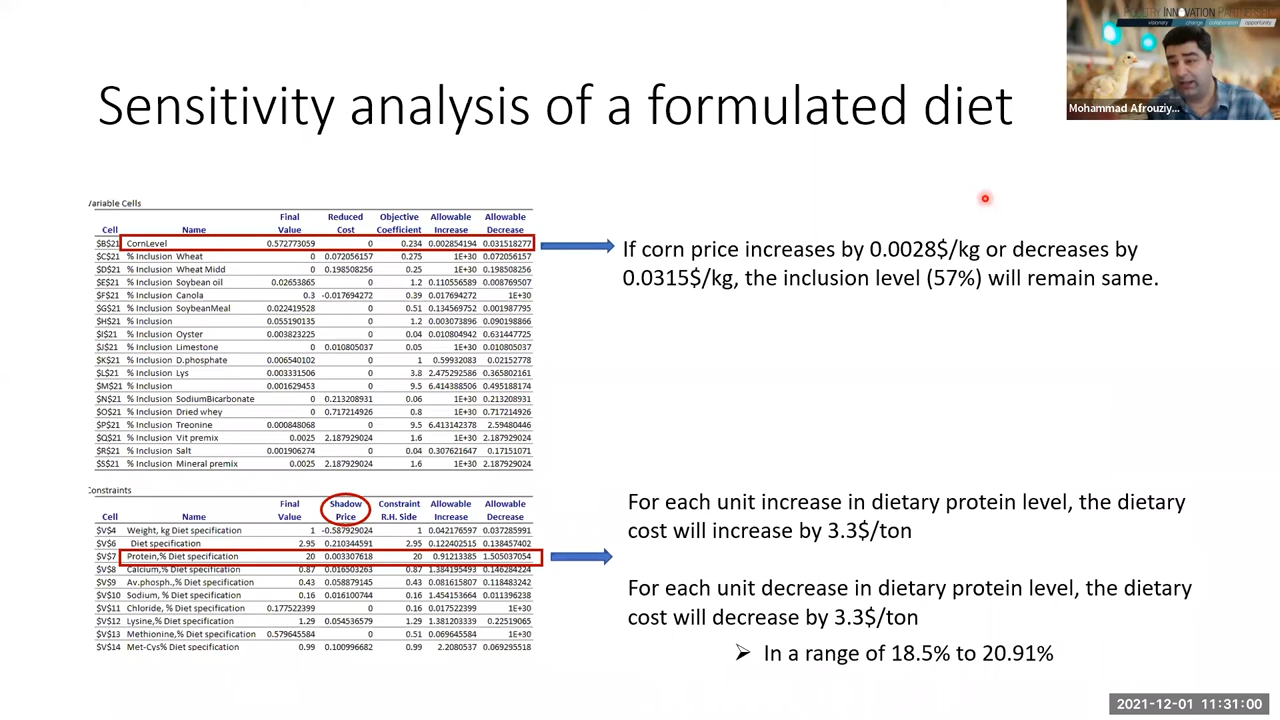 POULTRY INNOVATION PARTNERSHIP
visionary change collaboration opportunity
Mohammad Afrouziy...
Sensitivity analysis of a formulated diet
Variable Cells
Final Reduced Objective Allowable Allowable
Cell Name Value Cost Coefficient Increase Decrease
$B$21 CornLevel 0.572773059 0 0.234 0.002854194 0.031518277
$C$21 % Inclusion Wheat 0 0.072056157 0.275 1E+30 0.072056157
$D$21 % Inclusion Wheat Midd 0 0.198508256 0.25 1E+30 0.198508256
$E$21 % Inclusion Soybean oil 0.02653865 0 1.2 0.110556589 0.008769507
$F$21 % Inclusion Canola 0.3 -0.017694272 0.39 0.017694272 1E+30
$G$21 % Inclusion SoybeanMeal 0.022419528 0 0.51 0.134569752 0.001987795
$H$21 % Inclusion 0.055190135 0 1.2 0.003073896 0.090198866
$I$21 % Inclusion Oyster 0.003823225 0 0.04 0.010804942 0.631447725
$J$21 % Inclusion Limestone 0 0.010805037 0.05 1E+30 0.010805037
$K$21 % Inclusion D.phosphate 0.006540102 0 1 0.59932083 0.02152778
$L$21 % Inclusion Lys 0.003331506 0 3.8 2.475292586 0.365802161
$M$21 % Inclusion 0.001629453 0 9.5 6.414388506 0.495188174
$N$21 % Inclusion SodiumBicarbonate 0 0.213208931 0.06 1E+30 0.213208931
$O$21 % Inclusion Dried whey 0 0.717214926 0.8 1E+30 0.717214926
$P$21 % Inclusion Treonine 0.000848068 0 9.5 6.413142378 2.59480446
$Q$21 % Inclusion Vit premix 0.0025 2.187929024 1.6 1E+30 2.187929024
$R$21 % Inclusion Salt 0.001906274 0 0.04 0.307621647 0.17151071
$S$21 % Inclusion Mineral premix 0.0025 2.187929024 1.6 1E+30 2.187929024
If corn price increases by 0.0028$/kg or decreases by
0.0315$/kg, the inclusion level (57%) will remain same.
Constraints
Final Shadow Constraint Allowable Allowable
Cell Name Value Price R.H. Side Increase Decrease
$V$4 Weight, kg Diet specification 1 -0.587929024 1 0.042176597 0.037285991
$V$6 Diet specification 2.95 0.210344591 2.95 0.122402515 0.138457402
$V$7 Protein,% Diet specification 20 0.003307618 20 0.91213385 1.505037054
$V$8 Calcium,% Diet specification 0.87 0.016503263 0.87 1.384195493 0.146284224
$V$9 Av.phosph.,% Diet specification 0.43 0.058879145 0.43 0.081615807 0.118483242
$V$10 Sodium, % Diet specification 0.16 0.016100744 0.16 1.454153664 0.011396238
$V$11 Chloride, % Diet specification 0.177522399 0 0.16 0.017522399 1E+30
$V$12 Lysine,% Diet specification 1.29 0.054536579 1.29 1.381203339 0.22519065
$V$13 Methionine,% Diet specification 0.579645584 0 0.51 0.069645584 1E+30
$V$14 Met-Cys% Diet specification 0.99 0.100996682 0.99 2.2080537 0.069295518
For each unit increase in dietary protein level, the dietary
cost will increase by 3.3$/ton
For each unit decrease in dietary protein level, the dietary
cost will decrease by 3.3$/ton
In a range of 18.5% to 20.91%
2021-12-01 11:31:00